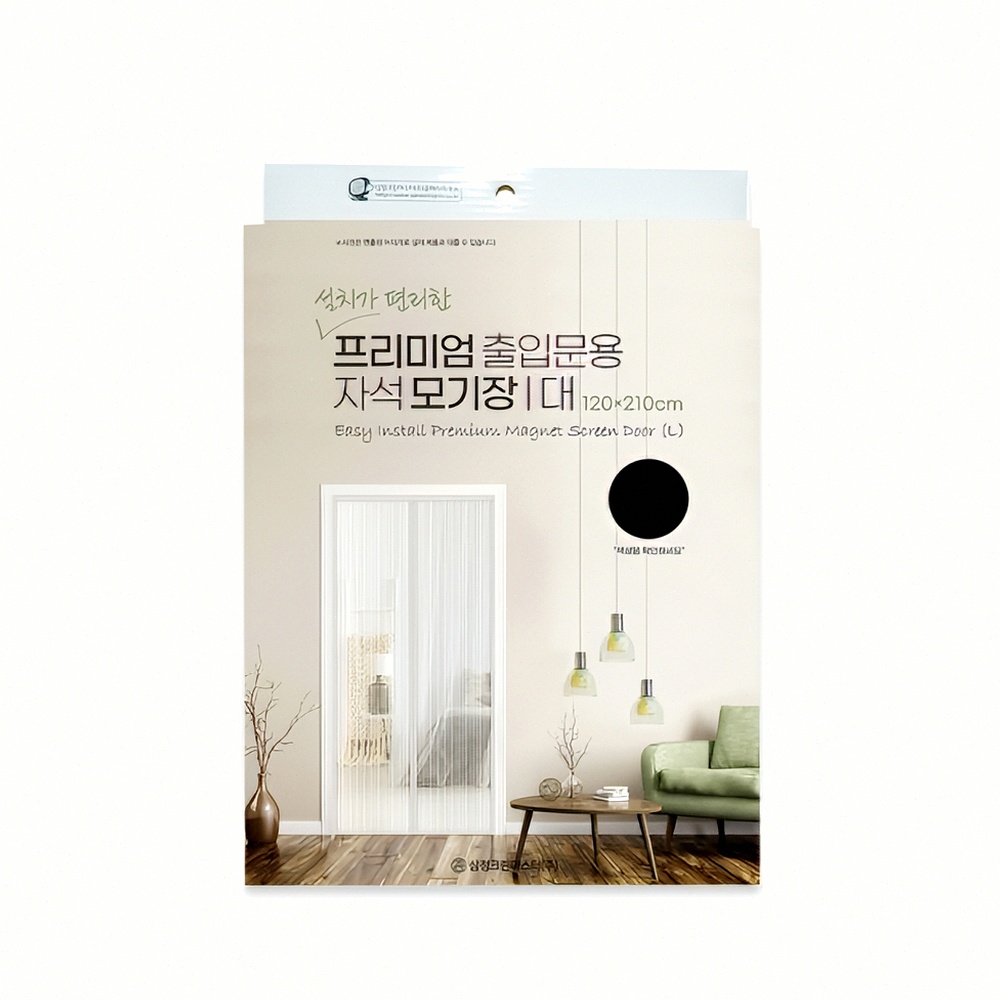 설치가 편리한
프리미엄 출입문용
자석 모기장 | 대 120×210cm
Easy Install Premium Magnet Screen Door (L)